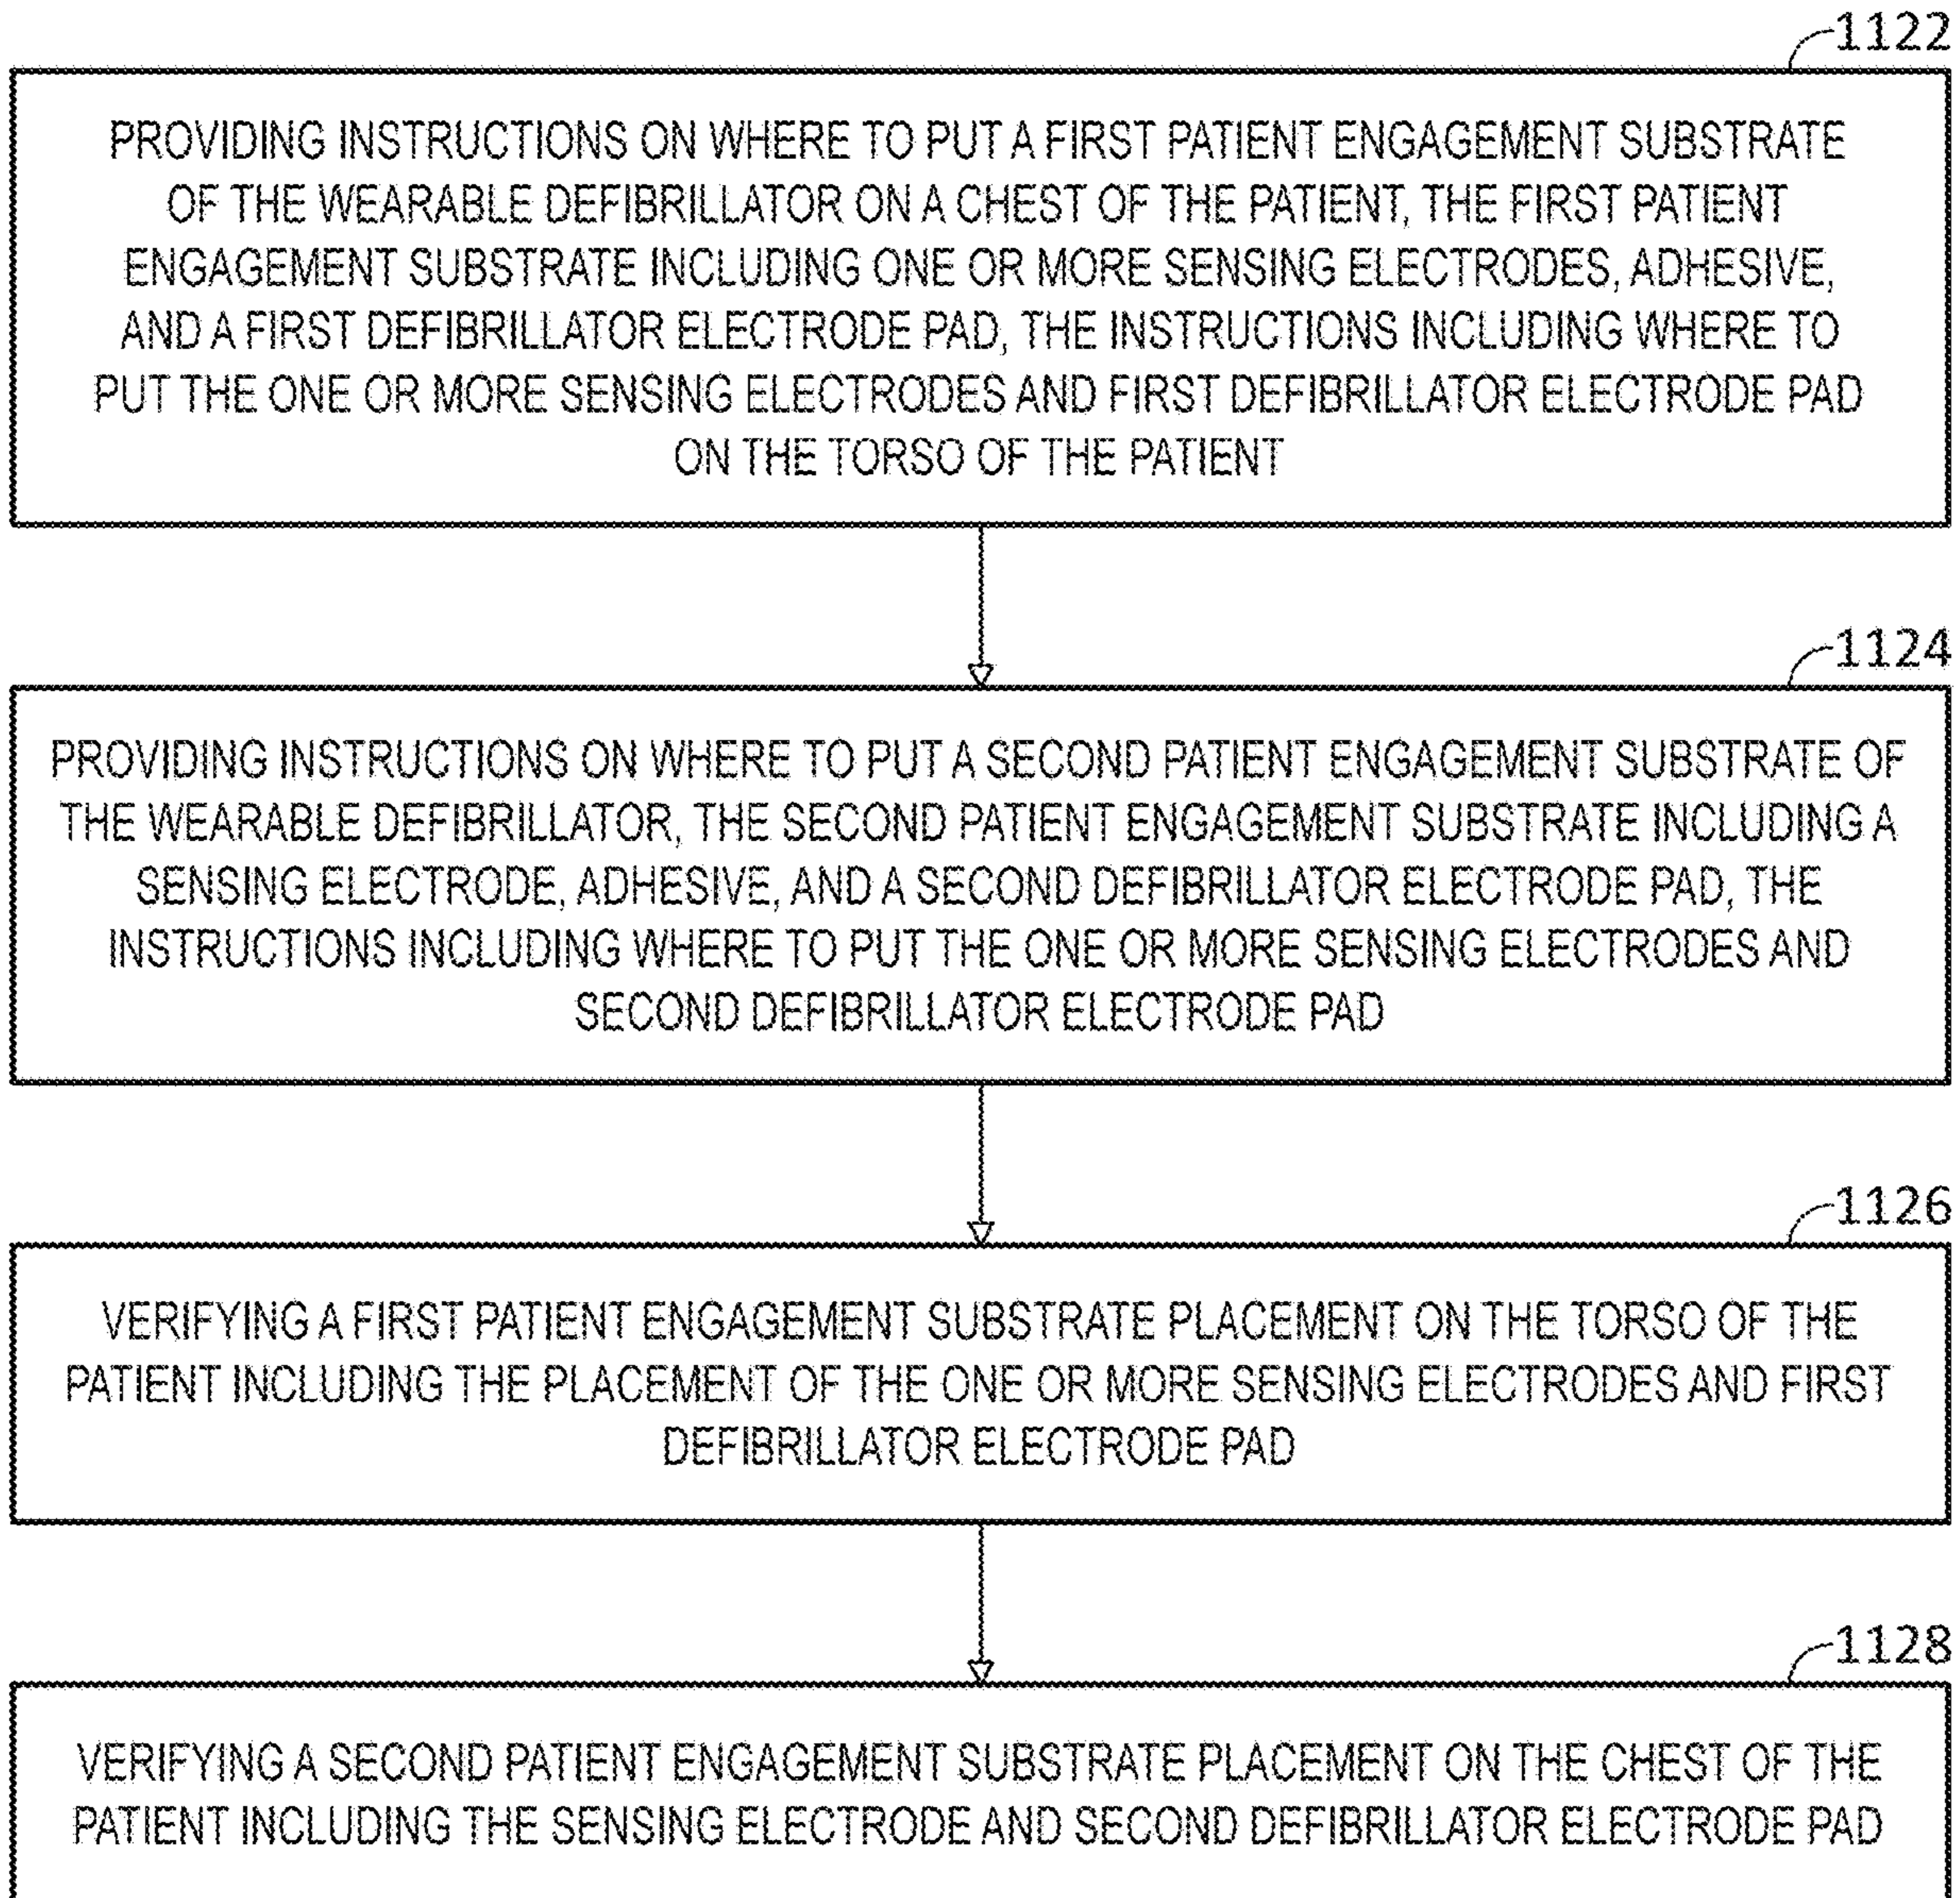 1122
PROVIDING INSTRUCTIONS ON WHERE TO PUT A FIRST PATIENT ENGAGEMENT SUBSTRATE
OF THE WEARABLE DEFIBRILLATOR ON A CHEST OF THE PATIENT, THE FIRST PATIENT
ENGAGEMENT SUBSTRATE INCLUDING ONE OR MORE SENSING ELECTRODES, ADHESIVE,
AND A FIRST DEFIBRILLATOR ELECTRODE PAD, THE INSTRUCTIONS INCLUDING WHERE TO
PUT THE ONE OR MORE SENSING ELECTRODES AND FIRST DEFIBRILLATOR ELECTRODE PAD
ON THE TORSO OF THE PATIENT
1124
PROVIDING INSTRUCTIONS ON WHERE TO PUT A SECOND PATIENT ENGAGEMENT SUBSTRATE OF
THE WEARABLE DEFIBRILLATOR, THE SECOND PATIENT ENGAGEMENT SUBSTRATE INCLUDING A
SENSING ELECTRODE, ADHESIVE, AND A SECOND DEFIBRILLATOR ELECTRODE PAD, THE
INSTRUCTIONS INCLUDING WHERE TO PUT THE ONE OR MORE SENSING ELECTRODES AND
SECOND DEFIBRILLATOR ELECTRODE PAD
1126
VERIFYING A FIRST PATIENT ENGAGEMENT SUBSTRATE PLACEMENT ON THE TORSO OF THE
PATIENT INCLUDING THE PLACEMENT OF THE ONE OR MORE SENSING ELECTRODES AND FIRST
DEFIBRILLATOR ELECTRODE PAD
1128
VERIFYING A SECOND PATIENT ENGAGEMENT SUBSTRATE PLACEMENT ON THE CHEST OF THE
PATIENT INCLUDING THE SENSING ELECTRODE AND SECOND DEFIBRILLATOR ELECTRODE PAD